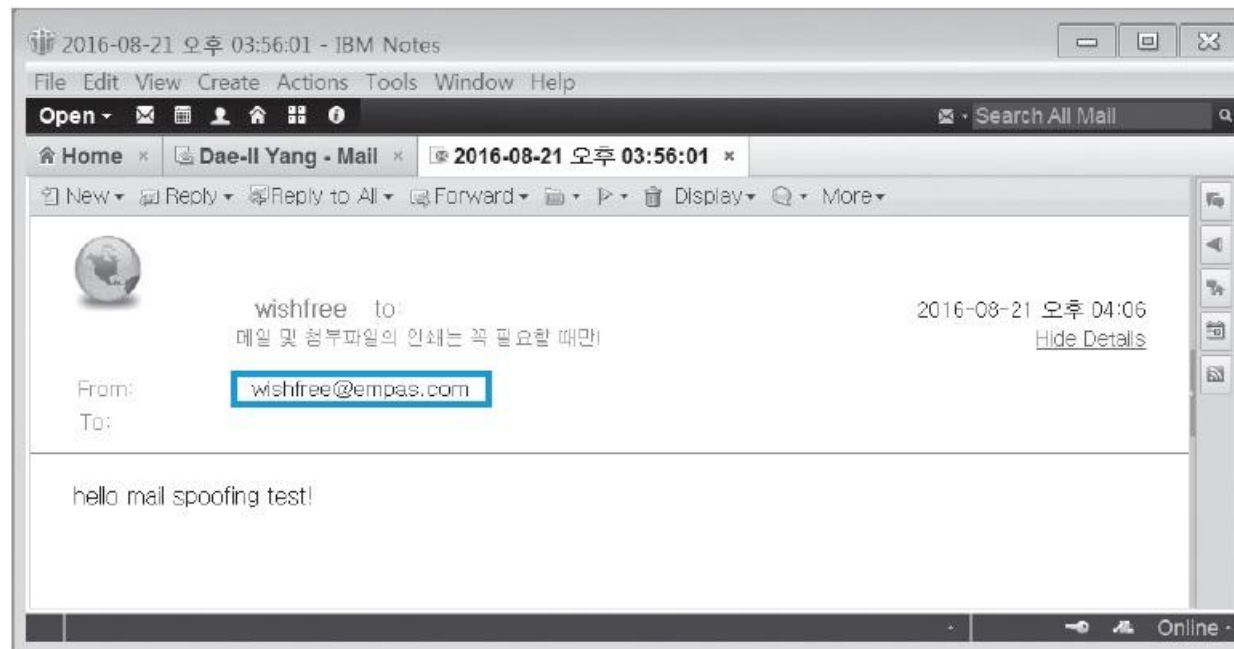 2016-08-21 오후 03:56:01 - IBM Notes
File Edit View Create Actions Tools Window Help
Open Search All Mail
Home Dae-Il Yang - Mail 2016-08-21 오후 03:56:01
New Reply Reply to All Forward Display More
wishfree to: 2016-08-21 오후 04:06
메일 및 첨부파일의 인쇄는 꼭 필요할 때만! Hide Details
From: wishfree@empas.com
To:
hello mail spoofing test!
Online